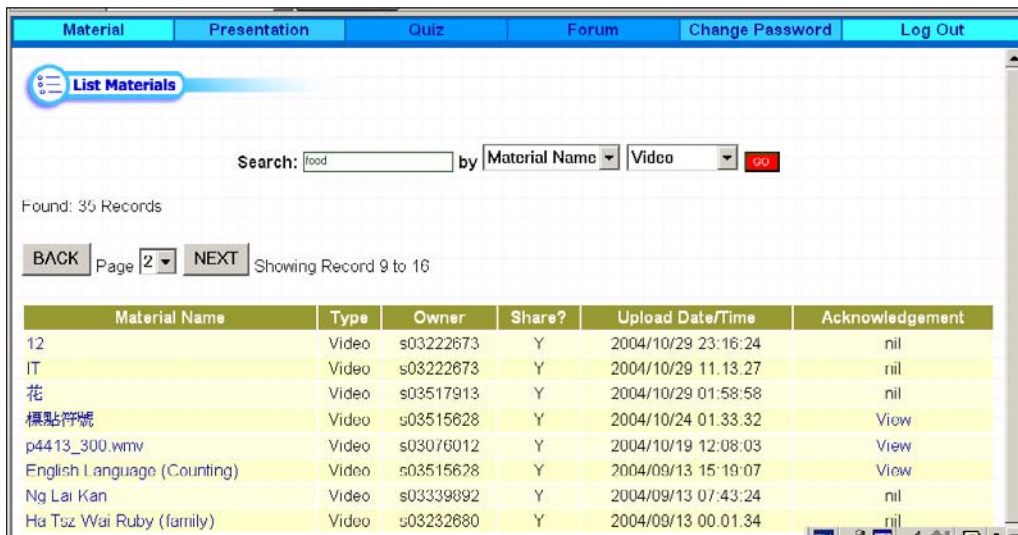 Material Presentation Quiz Forum Change Password Log Out
List Materials
Search: food by Material Name Video GO
Found: 35 Records
BACK Page 2 NEXT Showing Record 9 to 16
Material Name Type Owner Share? Upload Date/Time Acknowledgement
12 Video s03222673 Y 2004/10/29 23:16:24 nil
IT Video s03222673 Y 2004/10/29 11:13:27 nil
花 Video s03517913 Y 2004/10/29 01:58:58 nil
標點符號 Video s03515628 Y 2004/10/24 01:33:32 View
p4413_300.wmv Video s03076012 Y 2004/10/19 12:08:03 View
English Language (Counting) Video s03515628 Y 2004/09/13 15:19:07 View
Ng Lai Kan Video s03339892 Y 2004/09/13 07:43:24 nil
Ha Tsz Wai Ruby (family) Video s03232680 Y 2004/09/13 00:01:34 nil